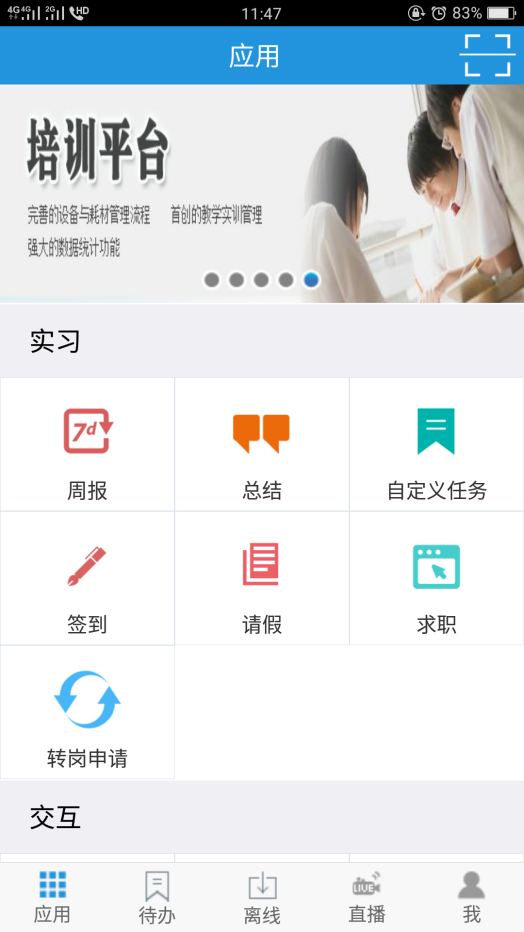 4G 4G 2G HD 11:47 83%
应用
培训平台
完善的设备与耗材管理流程 首创的教学实训管理
强大的数据统计功能
实习
7d
周报 总结 自定义任务
签到 请假 求职
转岗申请
交互
LIVE
应用 待办 离线 直播 我